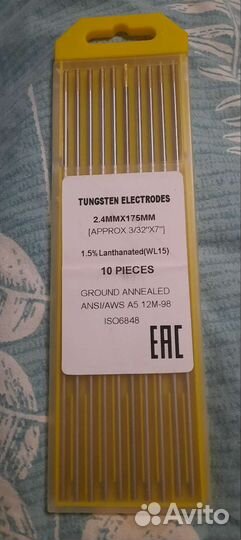 TUNGSTEN ELECTRODES
2.4MMX175MM
[APPROX 3/32"X7"]
1.5% Lanthanated(WL15)
10 PIECES
GROUND ANNEALED
ANSI/AWS A5 12M-98
ISO6848
EAC
Avito